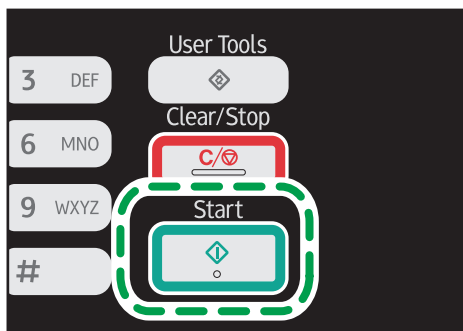 User Tools
3 DEF
Clear/Stop
6 MNO
C/
9 WXYZ
Start
#